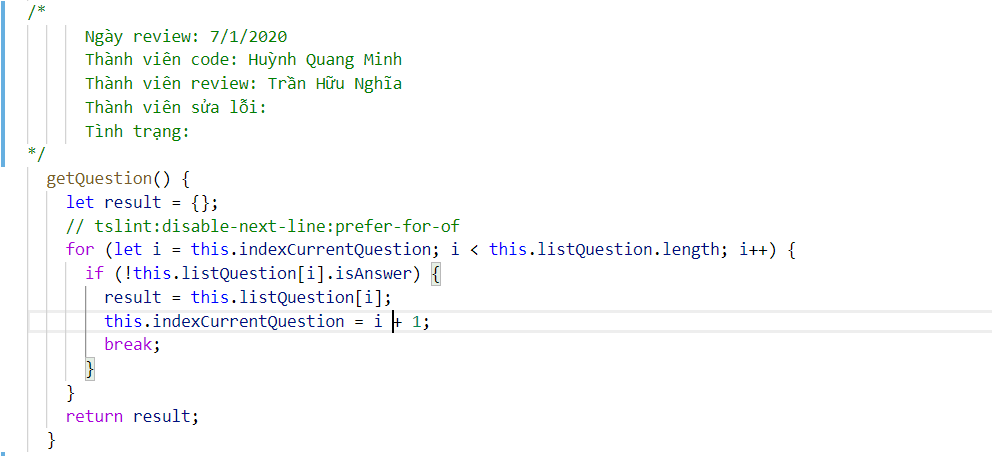 /*
Ngày review: 7/1/2020
Thành viên code: Huỳnh Quang Minh
Thành viên review: Trần Hữu Nghĩa
Thành viên sửa lỗi:
Tình trạng:
*/
getQuestion() {
let result = {};
// tslint:disable-next-line:prefer-for-of
for (let i = this.indexCurrentQuestion; i < this.listQuestion.length; i++) {
if (!this.listQuestion[i].isAnswer) {
result = this.listQuestion[i];
this.indexCurrentQuestion = i + 1;
break;
}
}
return result;
}